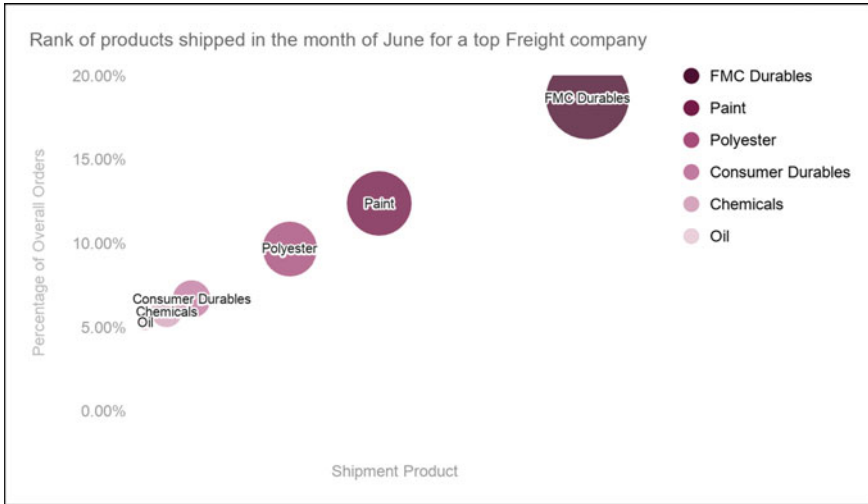 Rank of products shipped in the month of June for a top Freight company
Percentage of Overall Orders
20.00%
15.00%
10.00%
5.00%
0.00%
FMC Durables
Paint
Polyester
Consumer Durables
Chemicals
Oil
Shipment Product
FMC Durables
Paint
Polyester
Consumer Durables
Chemicals
Oil